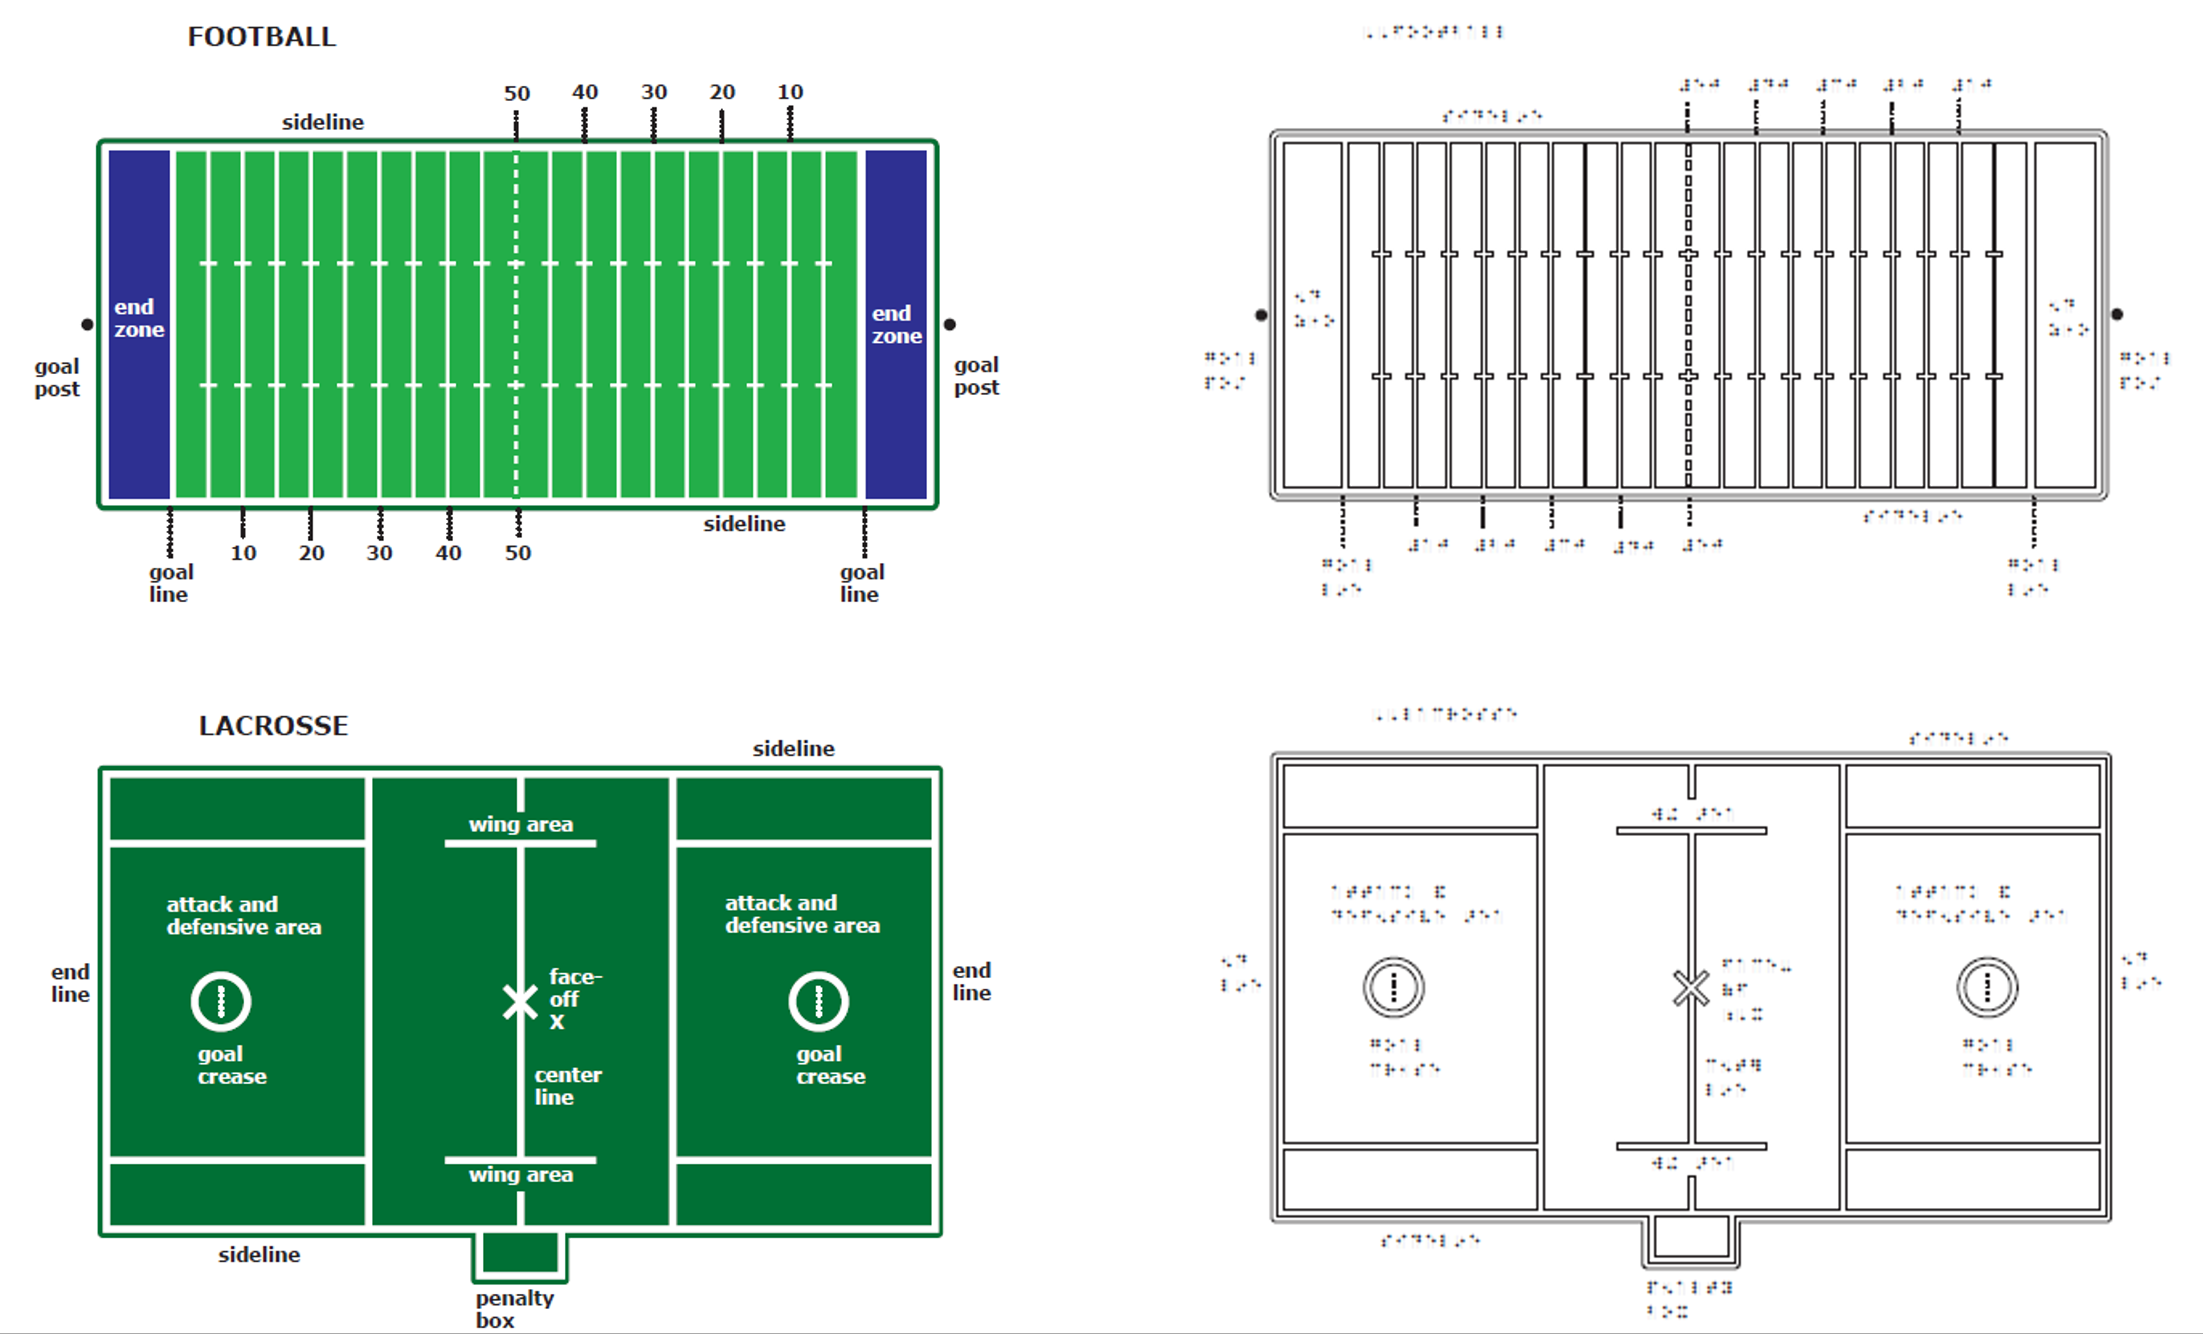 FOOTBALL
50
40
30
20
10
sideline
end
zone
end
zone
goal
post
goal
post
sideline
10
20
30
40
50
goal
line
goal
line
⠠⠠⠋⠕⠕⠞⠃⠁⠇⠇
⠼⠑⠚
⠼⠙⠚
⠼⠉⠚
⠼⠃⠚
⠼⠁⠚
⠎⠊⠙⠑⠇⠔⠑
⠢⠙
⠵⠐⠕
⠢⠙
⠵⠐⠕
⠛⠕⠁⠇
⠏⠕⠌
⠛⠕⠁⠇
⠏⠕⠌
⠎⠊⠙⠑⠇⠔⠑
⠼⠁⠚
⠼⠃⠚
⠼⠉⠚
⠼⠙⠚
⠼⠑⠚
⠛⠕⠁⠇
⠇⠔⠑
⠛⠕⠁⠇
⠇⠔⠑
LACROSSE
sideline
wing area
attack and
defensive area
attack and
defensive area
end
line
face-
off
X
end
line
goal
crease
center
line
goal
crease
wing area
sideline
penalty
box
⠠⠠⠇⠁⠉⠗⠕⠎⠎⠑
⠎⠊⠙⠑⠇⠔⠑
⠺⠬ ⠜⠑⠁
⠁⠞⠞⠁⠉⠅ ⠯
⠙⠑⠋⠢⠎⠊⠧⠑ ⠜⠑⠁
⠁⠞⠞⠁⠉⠅ ⠯
⠙⠑⠋⠢⠎⠊⠧⠑ ⠜⠑⠁
⠢⠙
⠇⠔⠑
⠋⠁⠉⠑⠤
⠷⠋
⠰⠠⠭
⠢⠙
⠇⠔⠑
⠛⠕⠁⠇
⠉⠗⠂⠎⠑
⠉⠢⠞⠻
⠇⠔⠑
⠛⠕⠁⠇
⠉⠗⠂⠎⠑
⠺⠬ ⠜⠑⠁
⠎⠊⠙⠑⠇⠔⠑
⠏⠢⠁⠇⠞⠽
⠃⠕⠭